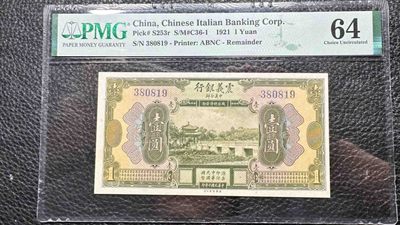 PMG
PAPER MONEY GUARANTY
China, Chinese Italian Banking Corp.
Pick# S253r S/M#C36-1 1921 1 Yuan
S/N 380819 - Printer: ABNC - Remainder
64
Choice Uncirculated
行銀義震
380819
380819
壹
圓
壹
圓
1
1